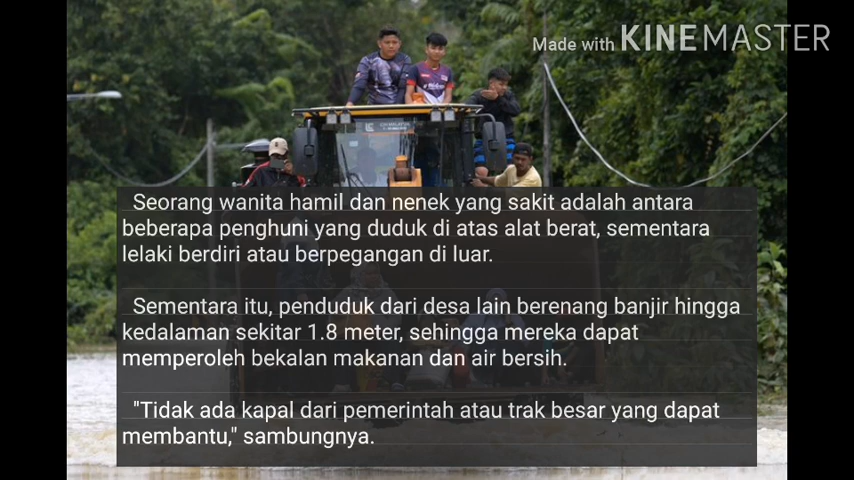 Made with KINEMASTER
Seorang wanita hamil dan nenek yang sakit adalah antara
beberapa penghuni yang duduk di atas alat berat, sementara
lelaki berdiri atau berpegangan di luar.
Sementara itu, penduduk dari desa lain berenang banjir hingga
kedalaman sekitar 1.8 meter, sehingga mereka dapat
memperoleh bekalan makanan dan air bersih.
"Tidak ada kapal dari pemerintah atau trak besar yang dapat
membantu," sambungnya.